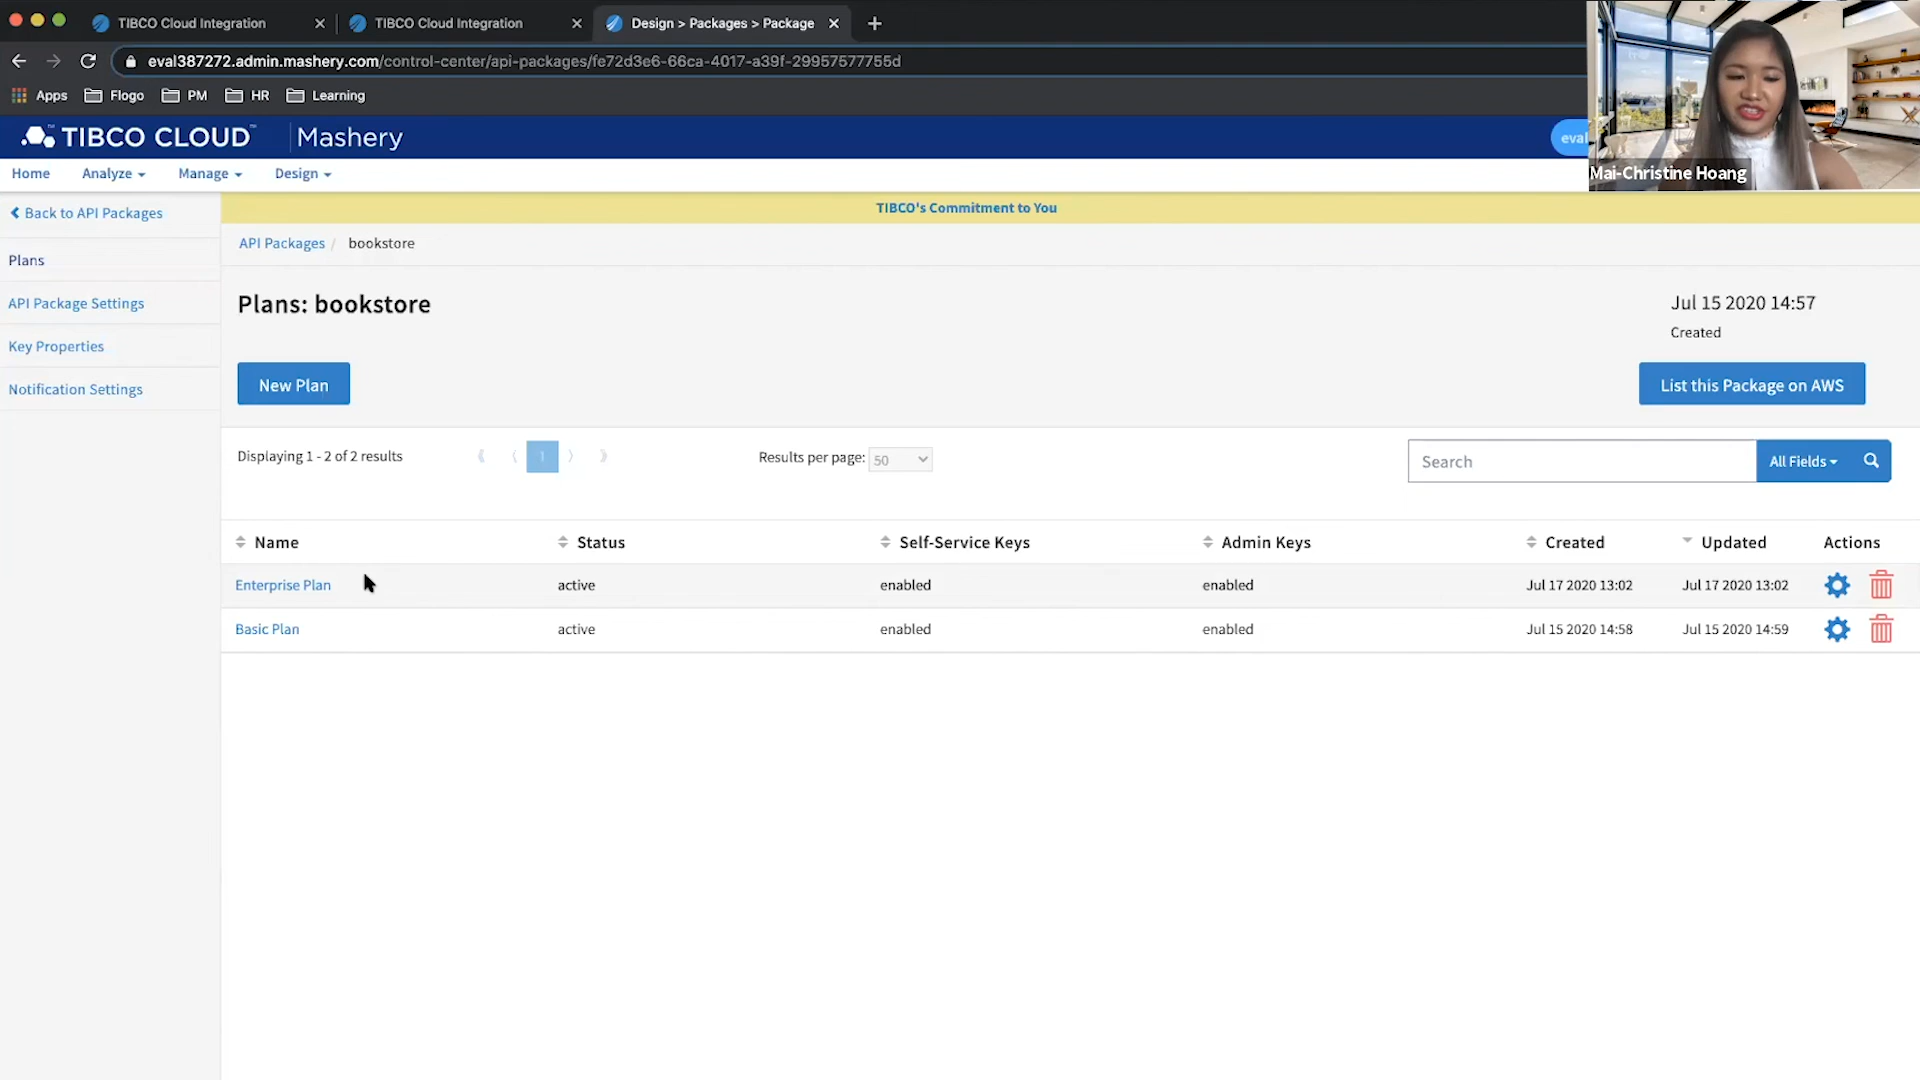 TIBCO Cloud Integration
TIBCO Cloud Integration
Design > Packages > Package
eval387272.admin.mashery.com/control-center/api-packages/fe72d3e6-66ca-4017-a39f-29957577755d
Apps Flogo PM HR Learning
TIBCO CLOUD™ Mashery
eval
Mai-Christine Hoang
Home Analyze Manage Design
Back to API Packages
TIBCO's Commitment to You
API Packages / bookstore
Plans
API Package Settings
Key Properties
Notification Settings
Plans: bookstore
Jul 15 2020 14:57
Created
New Plan
List this Package on AWS
Displaying 1 - 2 of 2 results
1
Results per page: 50
Search
All Fields
Name Status Self-Service Keys Admin Keys Created Updated Actions
Enterprise Plan active enabled enabled Jul 17 2020 13:02 Jul 17 2020 13:02
Basic Plan active enabled enabled Jul 15 2020 14:58 Jul 15 2020 14:59